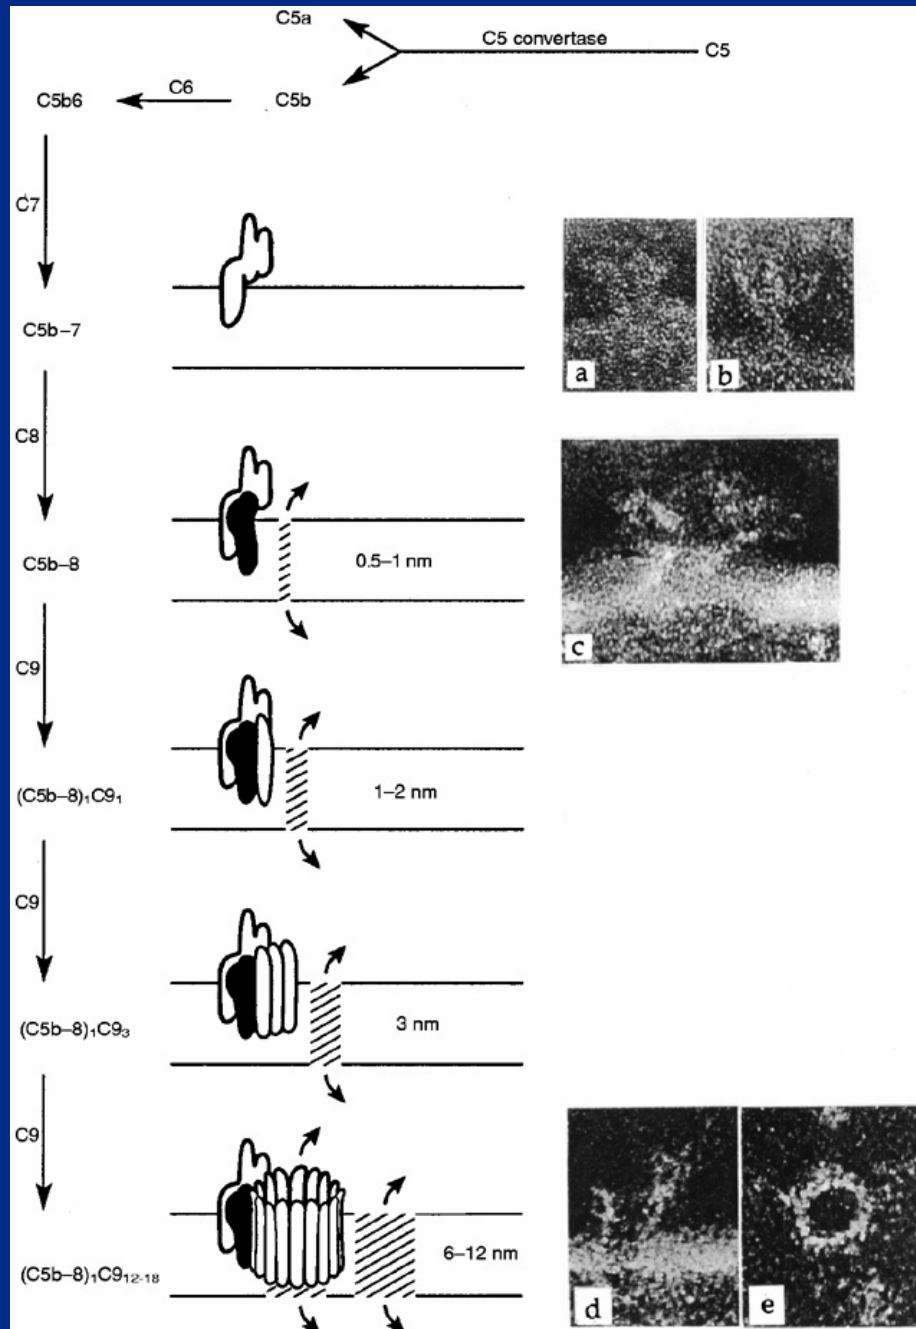 C5a
C5 convertase
C5
C5b6
C6
C5b
C7
C5b–7
a
b
C8
C5b–8
0.5–1 nm
c
C9
(C5b–8)₁C9₁
1–2 nm
C9
(C5b–8)₁C9₃
3 nm
C9
(C5b–8)₁C9₁₂₋₁₈
6–12 nm
d
e